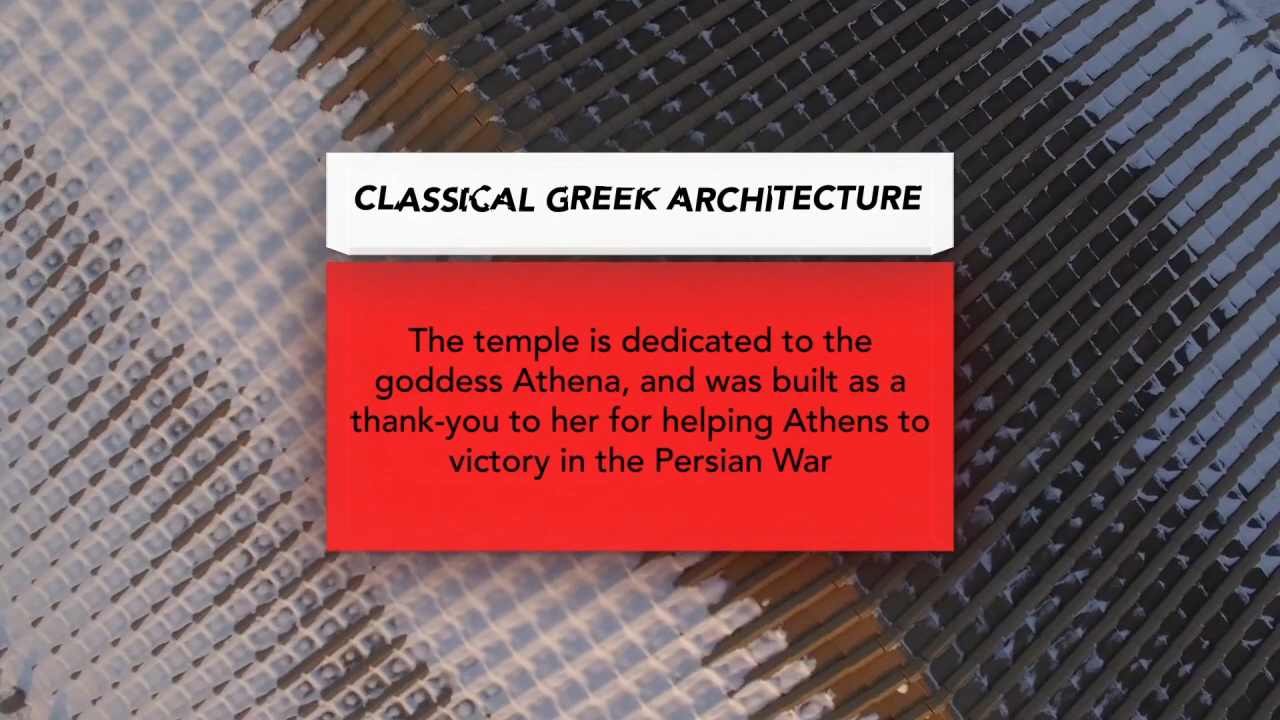 CLASSICAL GREEK ARCHITECTURE
The temple is dedicated to the
goddess Athena, and was built as a
thank-you to her for helping Athens to
victory in the Persian War